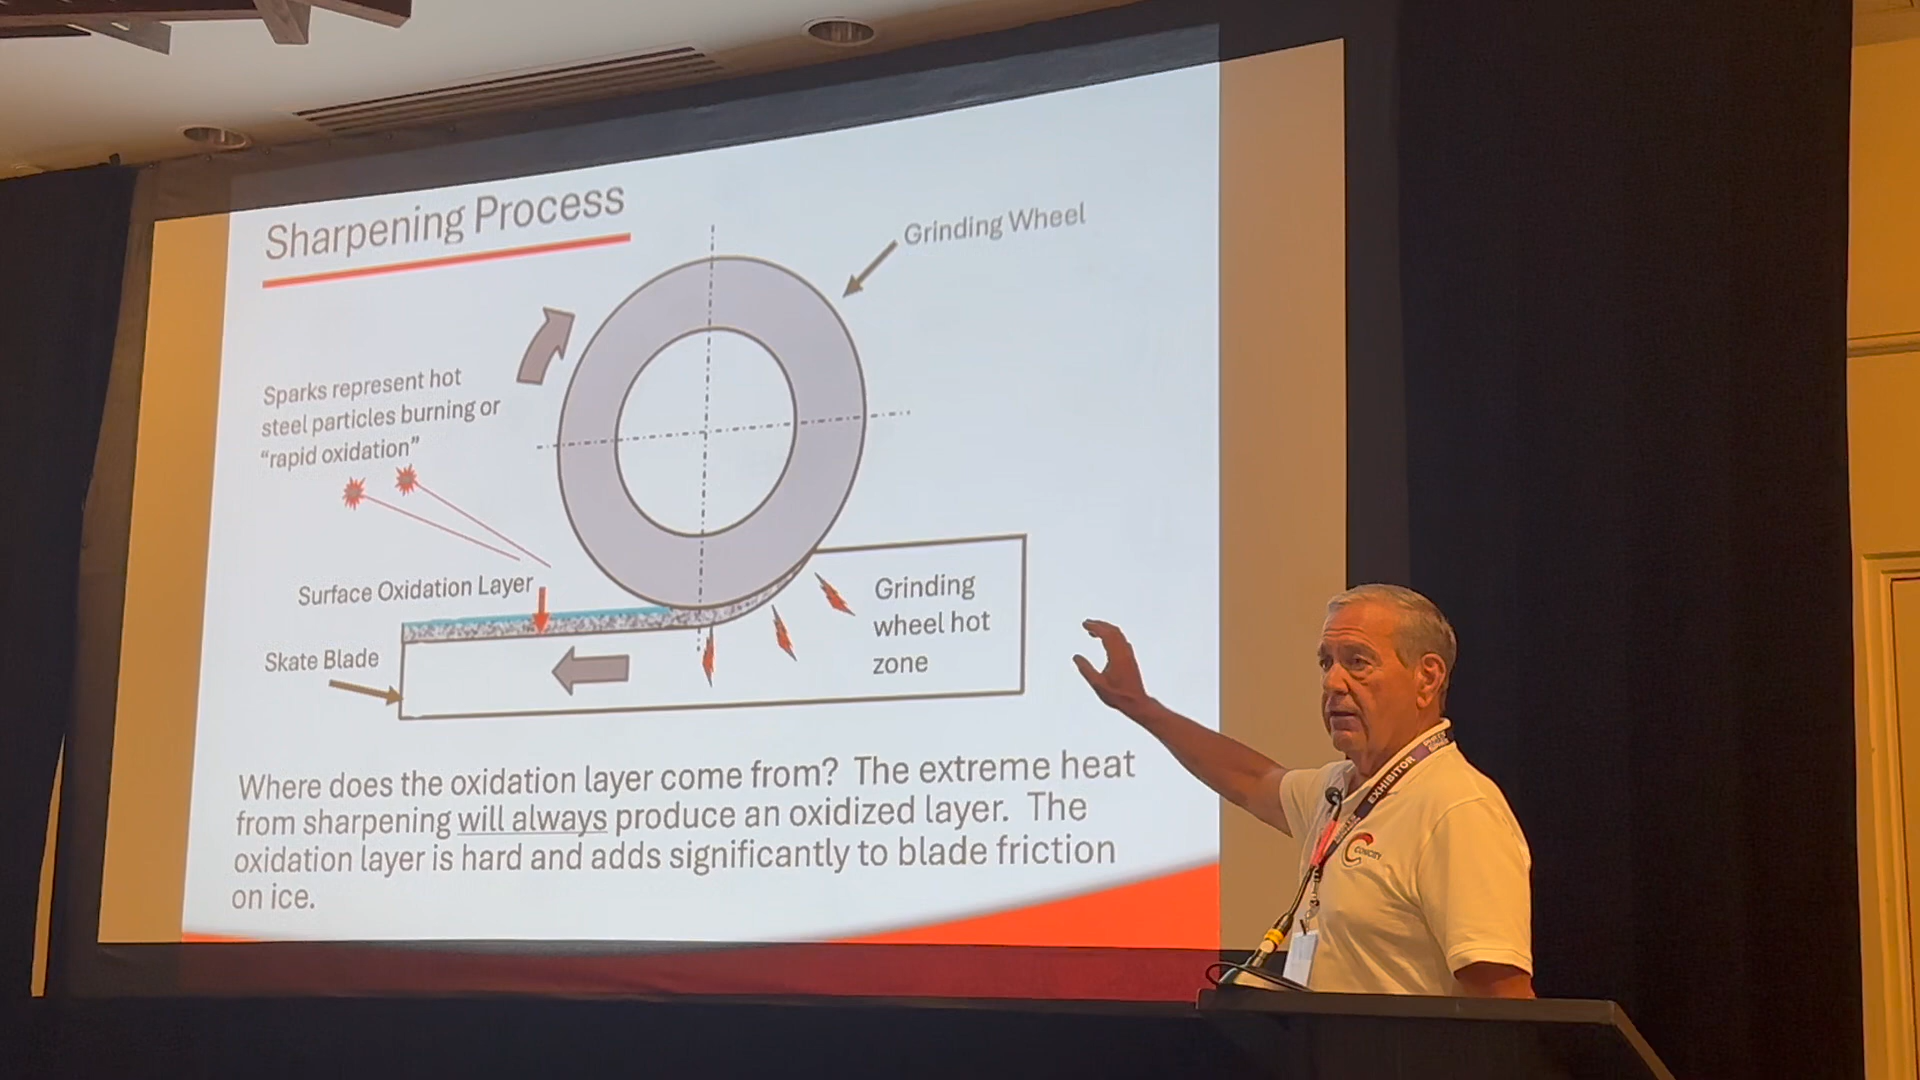 Sharpening Process
Grinding Wheel
Sparks represent hot
steel particles burning or
“rapid oxidation”
Surface Oxidation Layer
Skate Blade
Grinding
wheel hot
zone
Where does the oxidation layer come from? The extreme heat
from sharpening will always produce an oxidized layer. The
oxidation layer is hard and adds significantly to blade friction
on ice.
EXHIBITOR